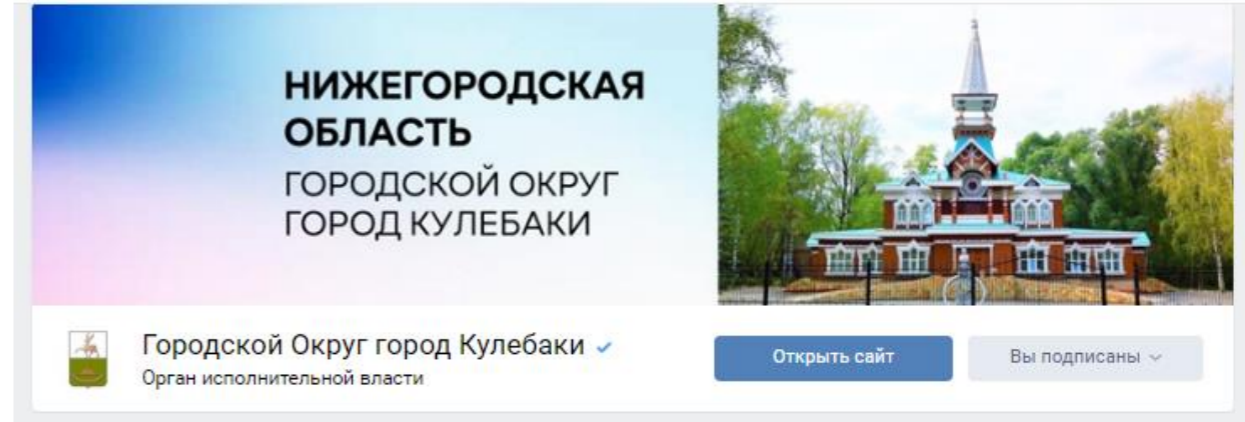 НИЖЕГОРОДСКАЯ
ОБЛАСТЬ
ГОРОДСКОЙ ОКРУГ
ГОРОД КУЛЕБАКИ
Городской Округ город Кулебаки
Орган исполнительной власти
Открыть сайт
Вы подписаны